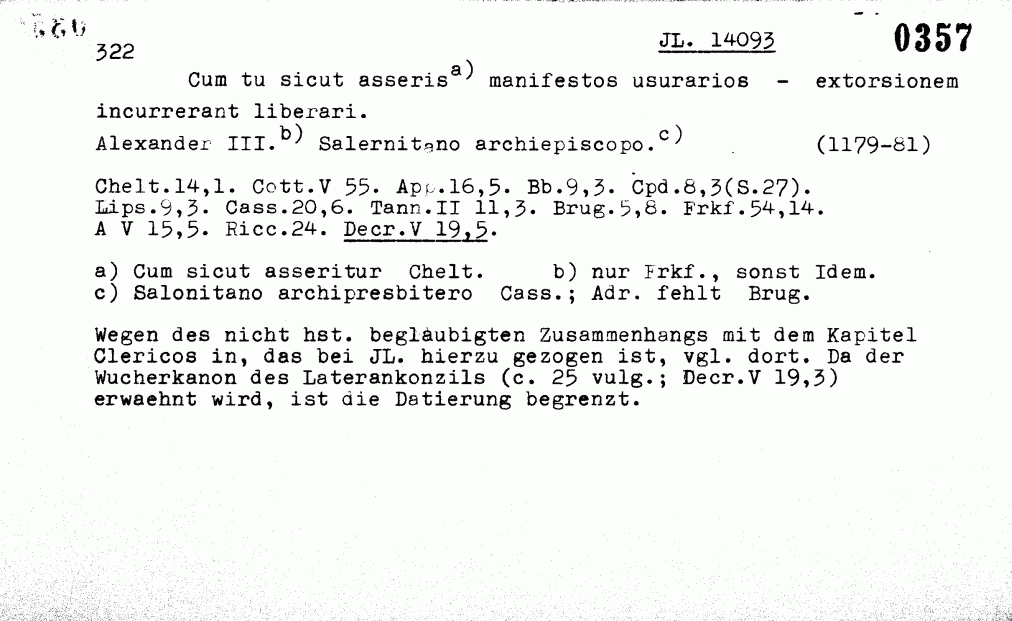 322 JL. 14093 0357
Cum tu sicut asseris a) manifestos usurarios - extorsionem
incurrerant liberari.
Alexander III. b) Salernitano archiepiscopo. c) (1179-81)
Chelt.14,1. Cott.V 55. App.16,5. Bb.9,3. Cpd.8,3(S.27).
Lips.9,3. Cass.20,6. Tann.II 11,3. Brug.5,8. Frkf.54,14.
A V 15,5. Ricc.24. Decr.V 19,5.
a) Cum sicut asseritur Chelt. b) nur Frkf., sonst Idem.
c) Salonitano archipresbitero Cass.; Adr. fehlt Brug.
Wegen des nicht hst. beglaubigten Zusammenhangs mit dem Kapitel
Clericos in, das bei JL. hierzu gezogen ist, vgl. dort. Da der
Wucherkanon des Laterankonzils (c. 25 vulg.; Decr.V 19,3)
erwaehnt wird, ist die Datierung begrenzt.